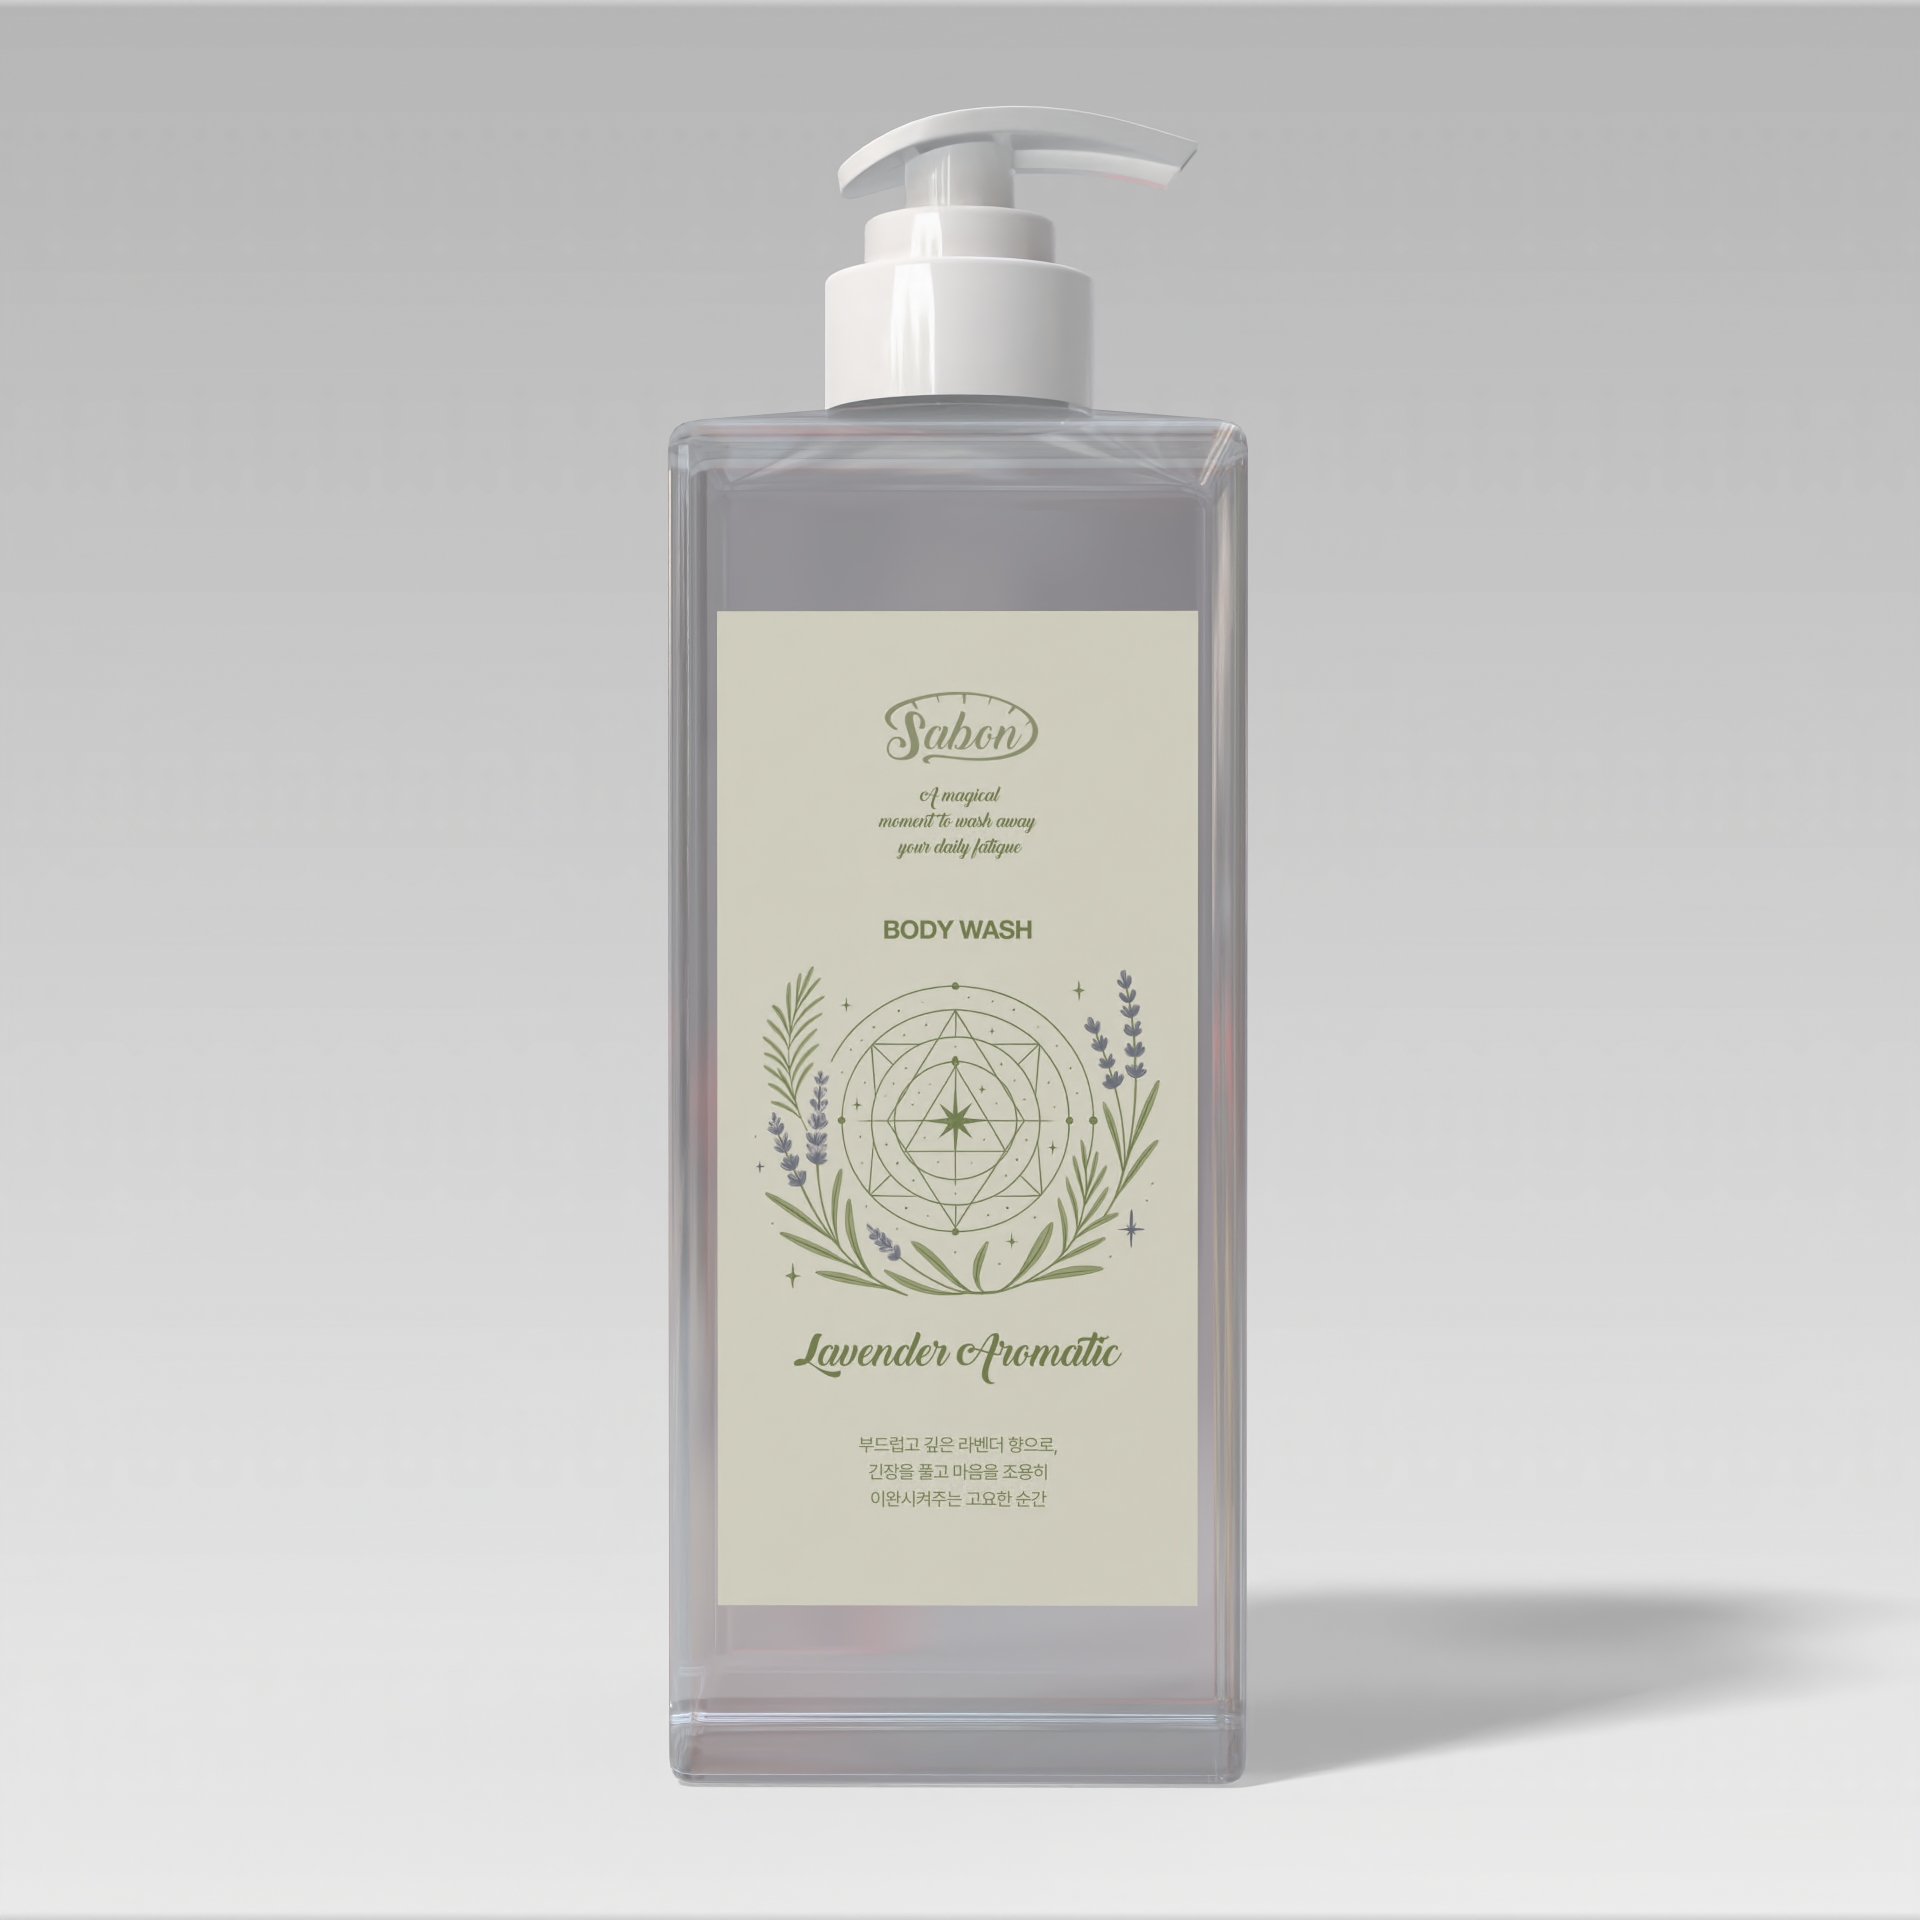 Sabon
A magical
moment to wash away
your daily fatigue
BODY WASH
Lavender Aromatic
부드럽고 깊은 라벤더 향으로,
긴장을 풀고 마음을 조용히
이완시켜주는 고요한 순간